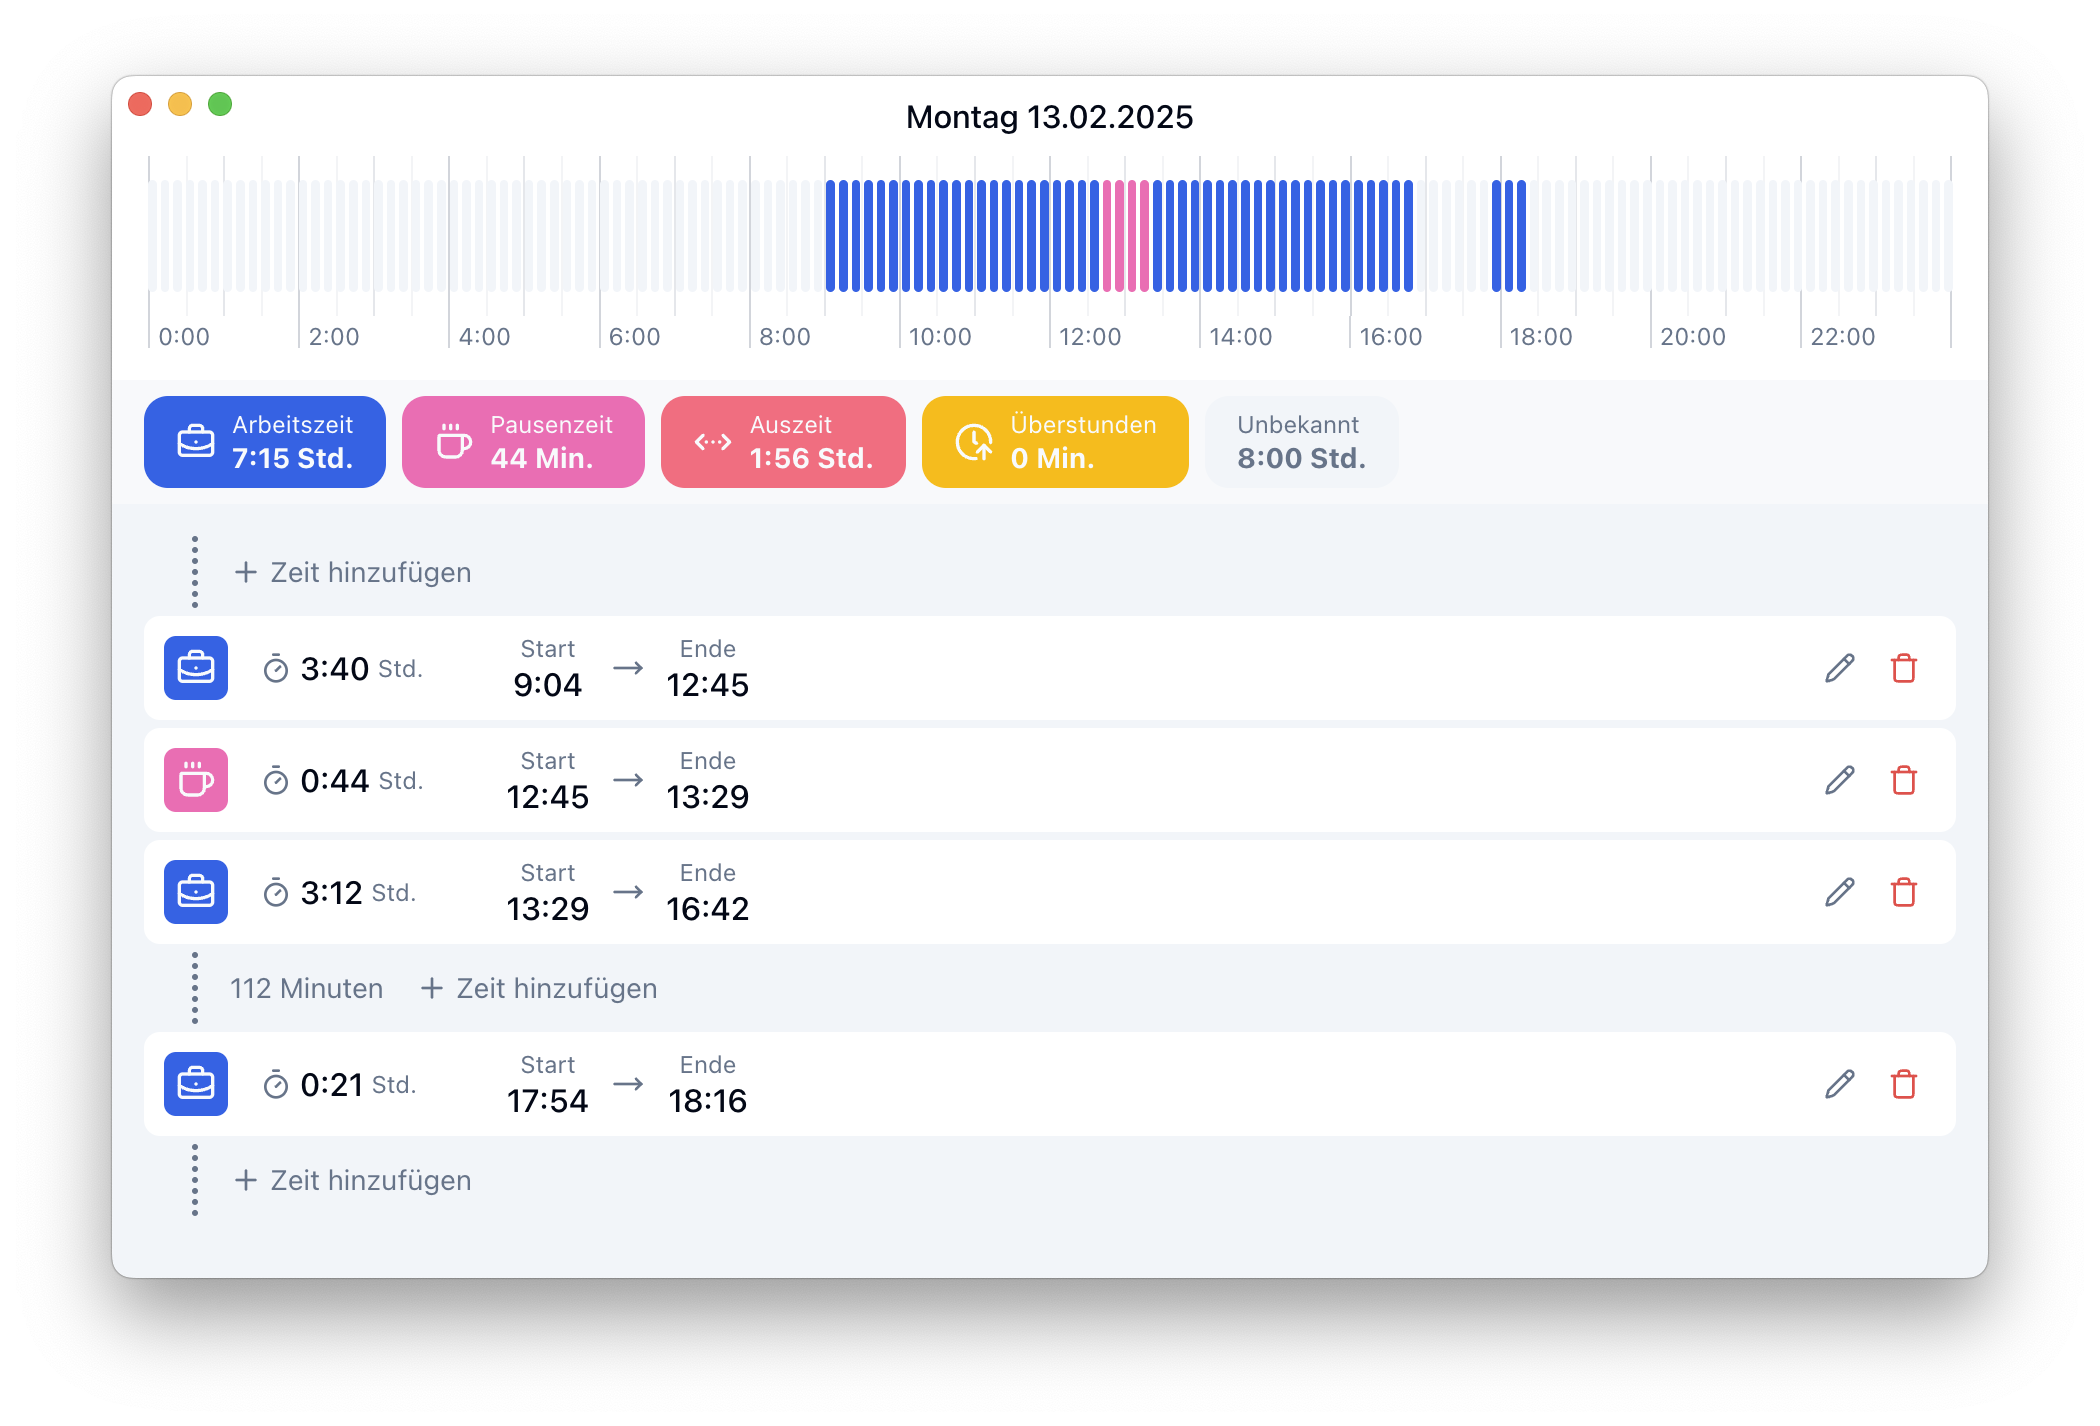 Montag 13.02.2025
0:00 2:00 4:00 6:00 8:00 10:00 12:00 14:00 16:00 18:00 20:00 22:00
Arbeitszeit
7:15 Std.
Pausenzeit
44 Min.
Auszeit
1:56 Std.
Überstunden
0 Min.
Unbekannt
8:00 Std.
+ Zeit hinzufügen
Start Ende
3:40 Std. 9:04 → 12:45
Start Ende
0:44 Std. 12:45 → 13:29
Start Ende
3:12 Std. 13:29 → 16:42
112 Minuten + Zeit hinzufügen
Start Ende
0:21 Std. 17:54 → 18:16
+ Zeit hinzufügen